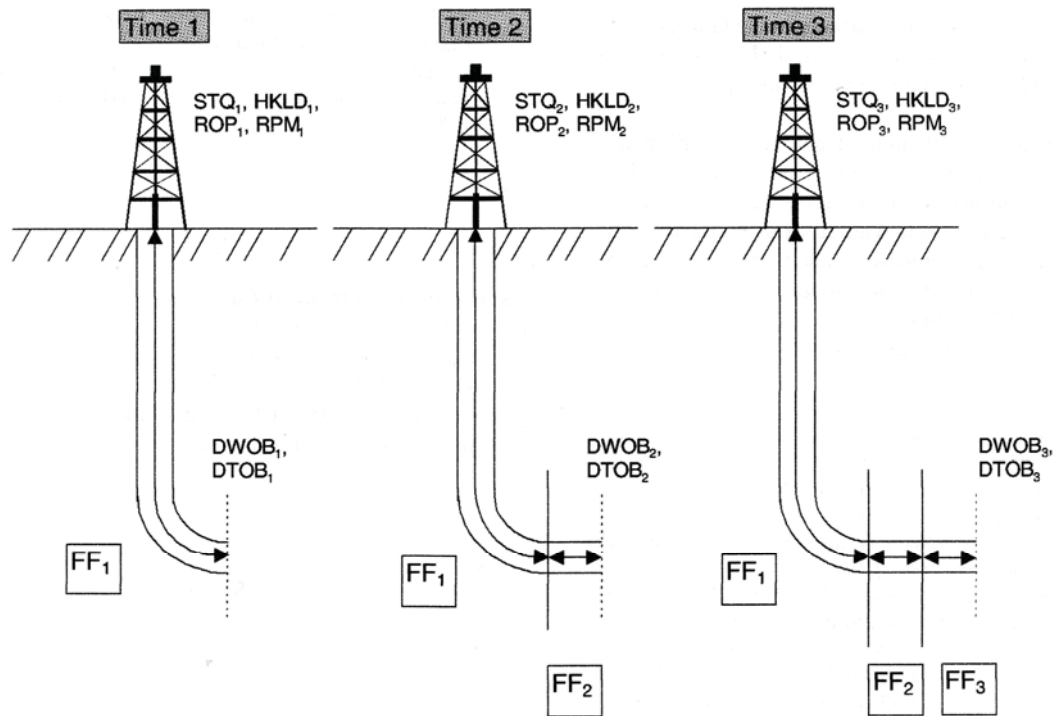 Time 1
STQ₁, HKLD₁,
ROP₁, RPM₁
DWOB₁,
DTOB₁
FF₁
Time 2
STQ₂, HKLD₂,
ROP₂, RPM₂
DWOB₂,
DTOB₂
FF₁
FF₂
Time 3
STQ₃, HKLD₃,
ROP₃, RPM₃
DWOB₃,
DTOB₃
FF₁
FF₂
FF₃